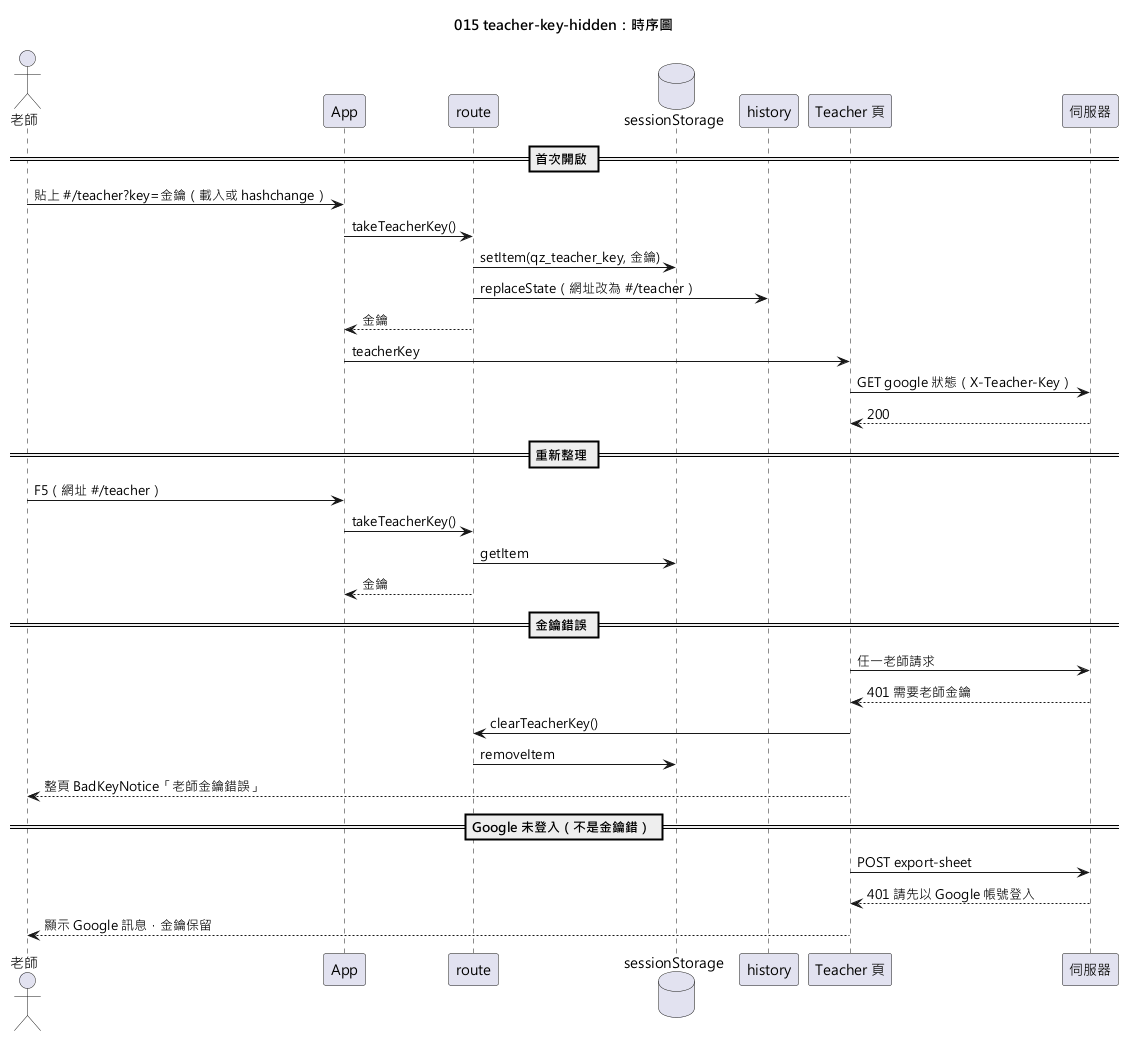 015 teacher-key-hidden：時序圖
老師
App
route
sessionStorage
history
Teacher 頁
伺服器
首次開啟
貼上 #/teacher?key=金鑰（載入或 hashchange）
takeTeacherKey()
setItem(qz_teacher_key, 金鑰)
replaceState（網址改為 #/teacher）
金鑰
teacherKey
GET google 狀態（X-Teacher-Key）
200
重新整理
F5（網址 #/teacher）
takeTeacherKey()
getItem
金鑰
金鑰錯誤
任一老師請求
401 需要老師金鑰
clearTeacherKey()
removeItem
整頁 BadKeyNotice「老師金鑰錯誤」
Google 未登入（不是金鑰錯）
POST export-sheet
401 請先以 Google 帳號登入
顯示 Google 訊息．金鑰保留
老師
App
route
sessionStorage
history
Teacher 頁
伺服器